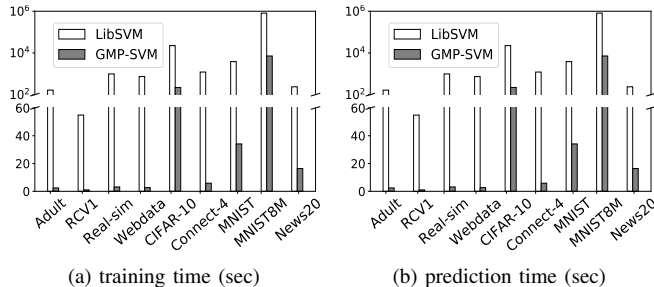 10^6
10^4
10^2
60
40
20
0
LibSVM
GMP-SVM
Adult
RCV1
Real-sim
Webdata
CIFAR-10
Connect-4
MNIST
MNIST8M
News20
(a) training time (sec)
10^6
10^4
10^2
60
40
20
0
LibSVM
GMP-SVM
Adult
RCV1
Real-sim
Webdata
CIFAR-10
Connect-4
MNIST
MNIST8M
News20
(b) prediction time (sec)